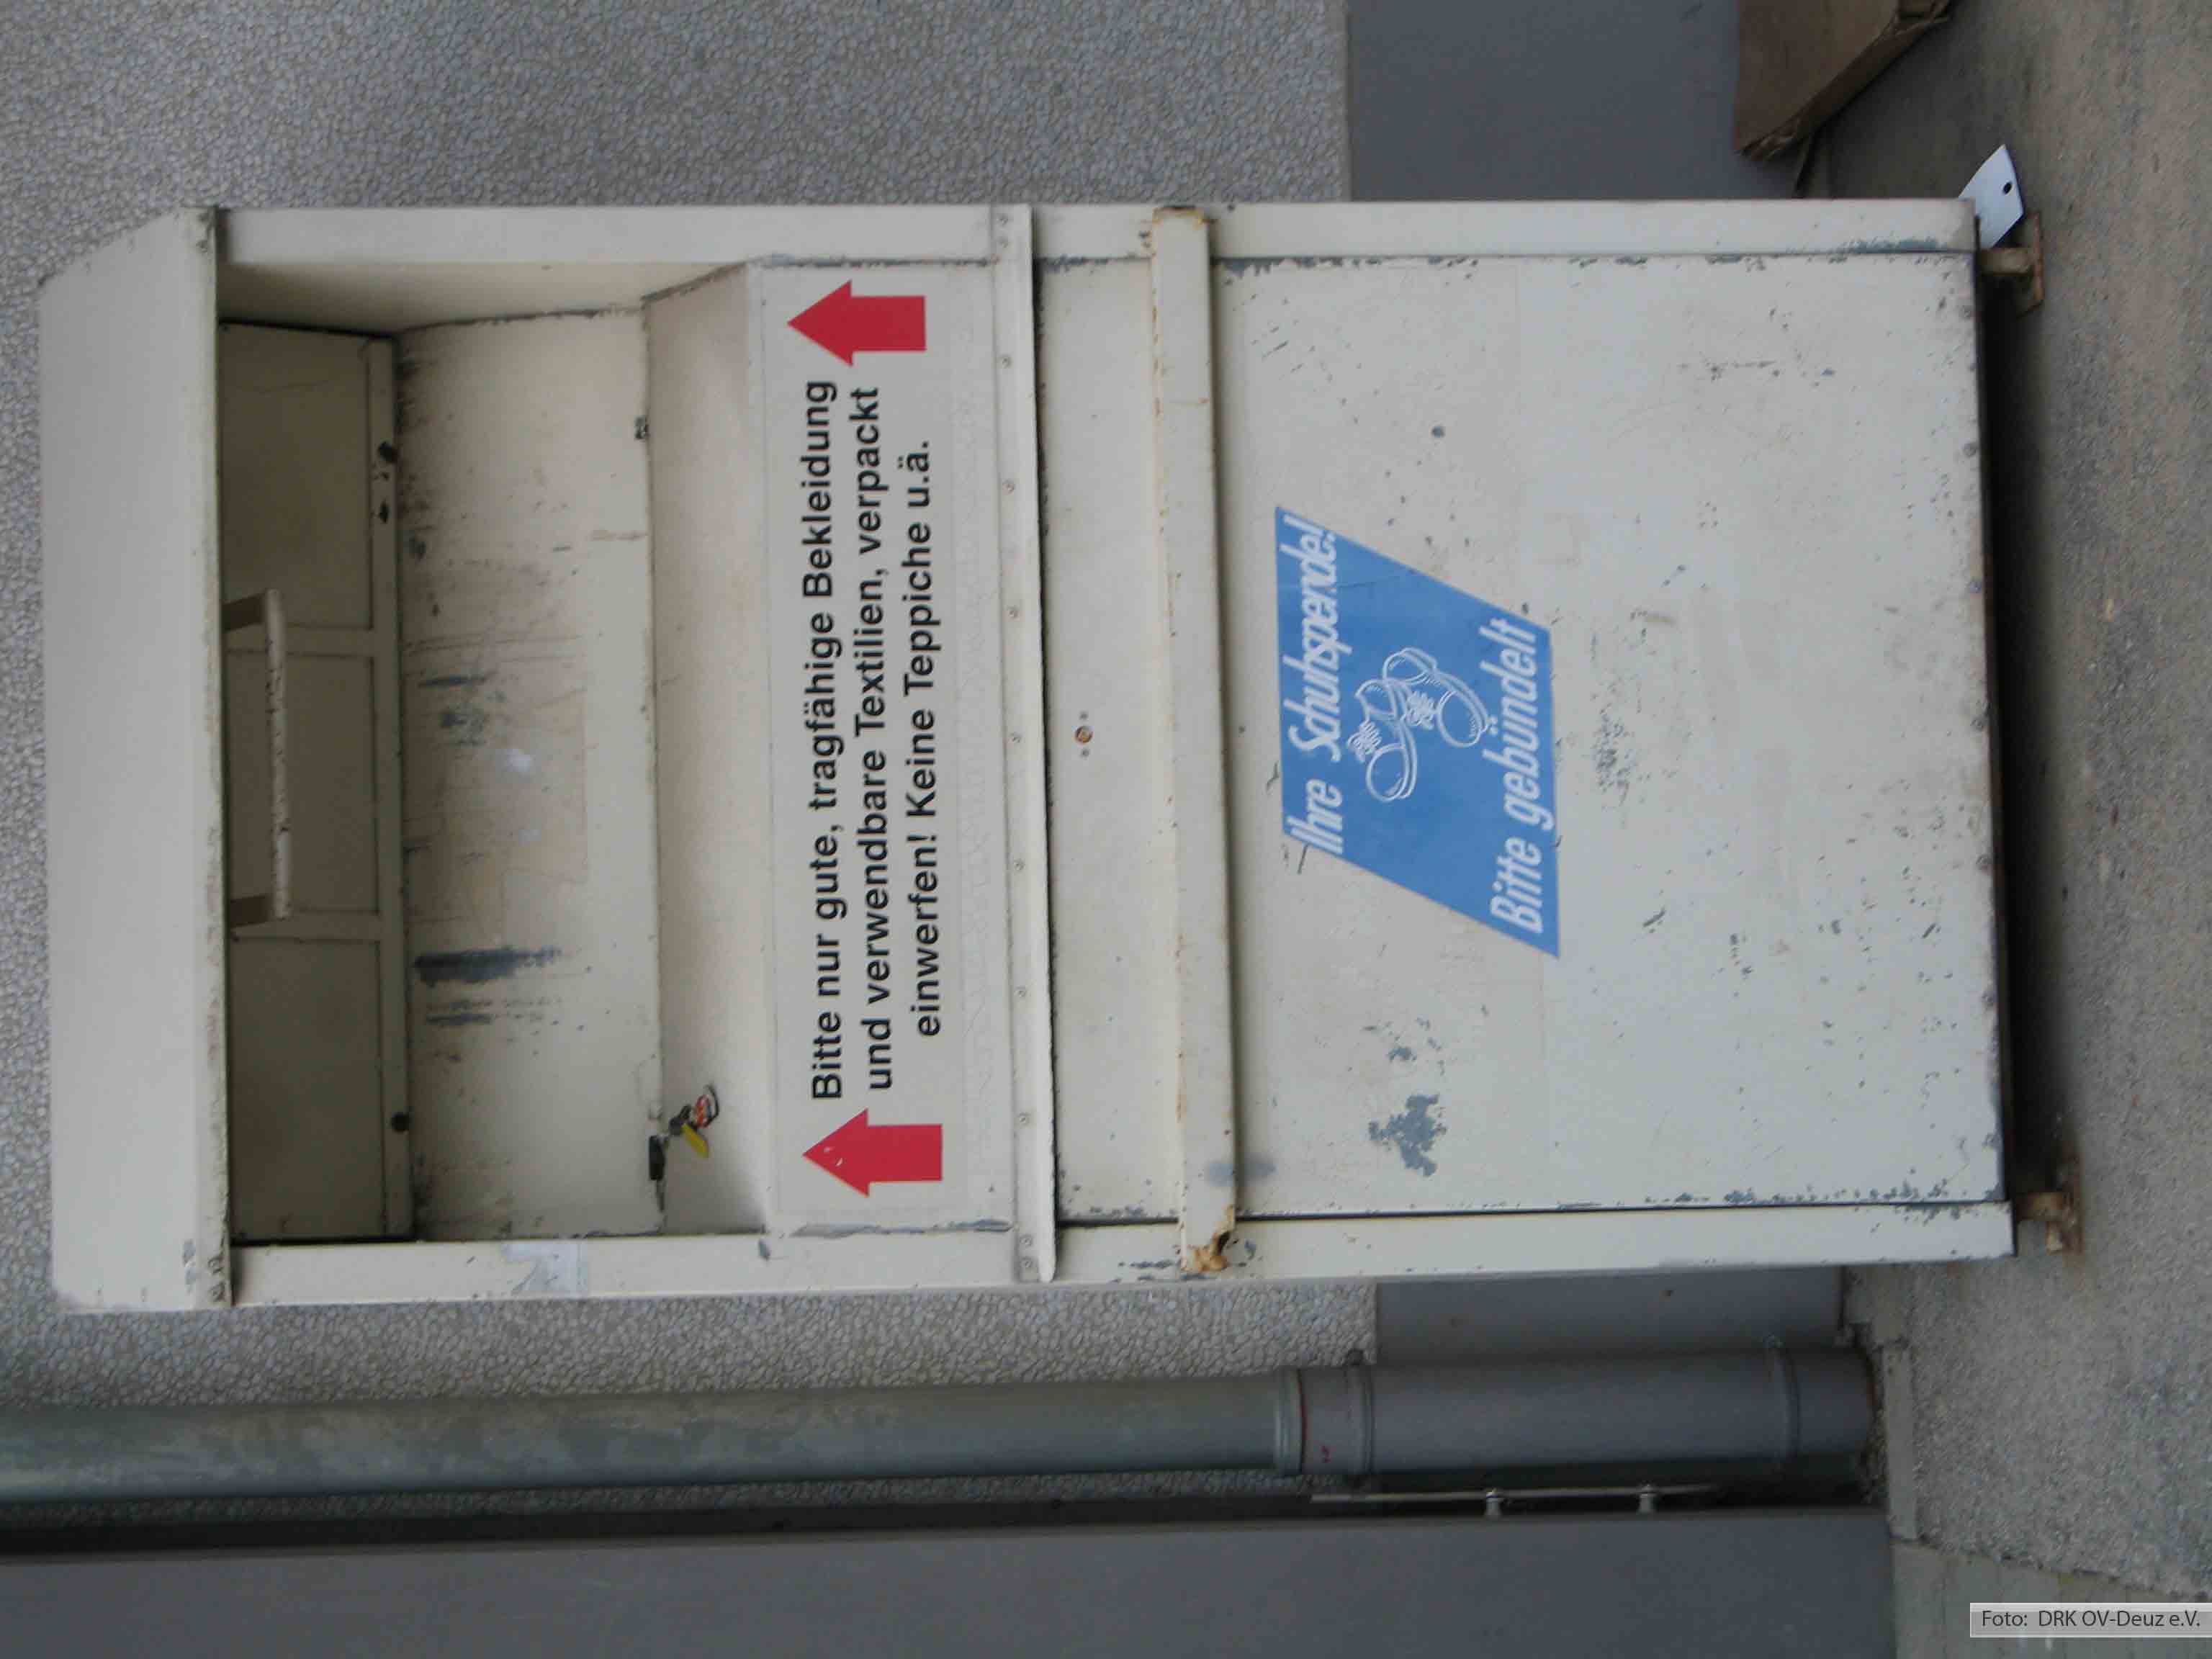 Bitte nur gute, tragfähige Bekleidung
und verwendbare Textilien, verpackt
einwerfen! Keine Teppiche u.ä.
Ihre Schuhspende!
Bitte gebündelt
Foto: DRK OV-Deuz e.V.